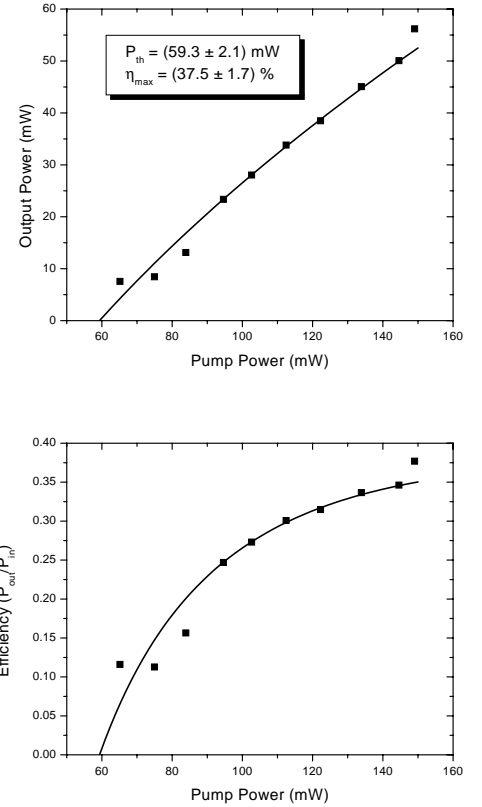 60
50
40
30
20
10
0
Output Power (mW)
P_th = (59.3 ± 2.1) mW
η_max = (37.5 ± 1.7) %
60 80 100 120 140 160
Pump Power (mW)
0.40
0.35
0.30
0.25
0.20
0.15
0.10
0.05
0.00
Efficiency (P_out/P_in)
60 80 100 120 140 160
Pump Power (mW)